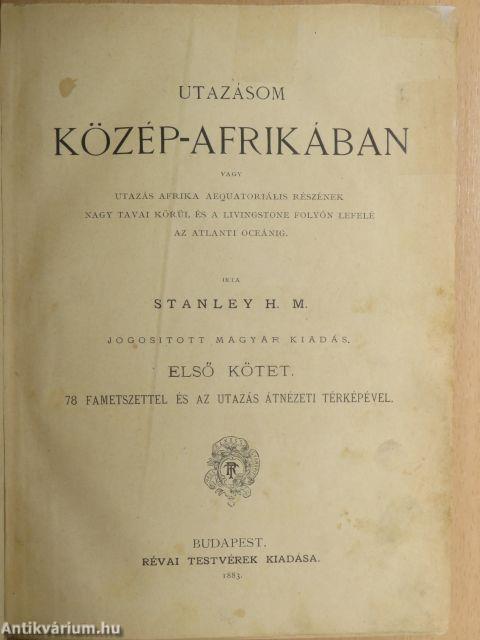 UTAZÁSOM
KÖZÉP-AFRIKÁBAN
VAGY
UTAZÁS AFRIKA AEQUATORIÁLIS RÉSZÉNEK
NAGY TAVAI KÖRÜL ÉS A LIVINGSTONE FOLYÓN LEFELÉ
AZ ATLANTI OCEÁNIG.
IRTA
STANLEY H. M.
JOGOSITOTT MAGYAR KIADÁS.
ELSŐ KÖTET.
78 FAMETSZETTEL ÉS AZ UTAZÁS ÁTNÉZETI TÉRKÉPÉVEL.
BUDAPEST.
RÉVAI TESTVÉREK KIADÁSA.
1883.
Antikvárium.hu